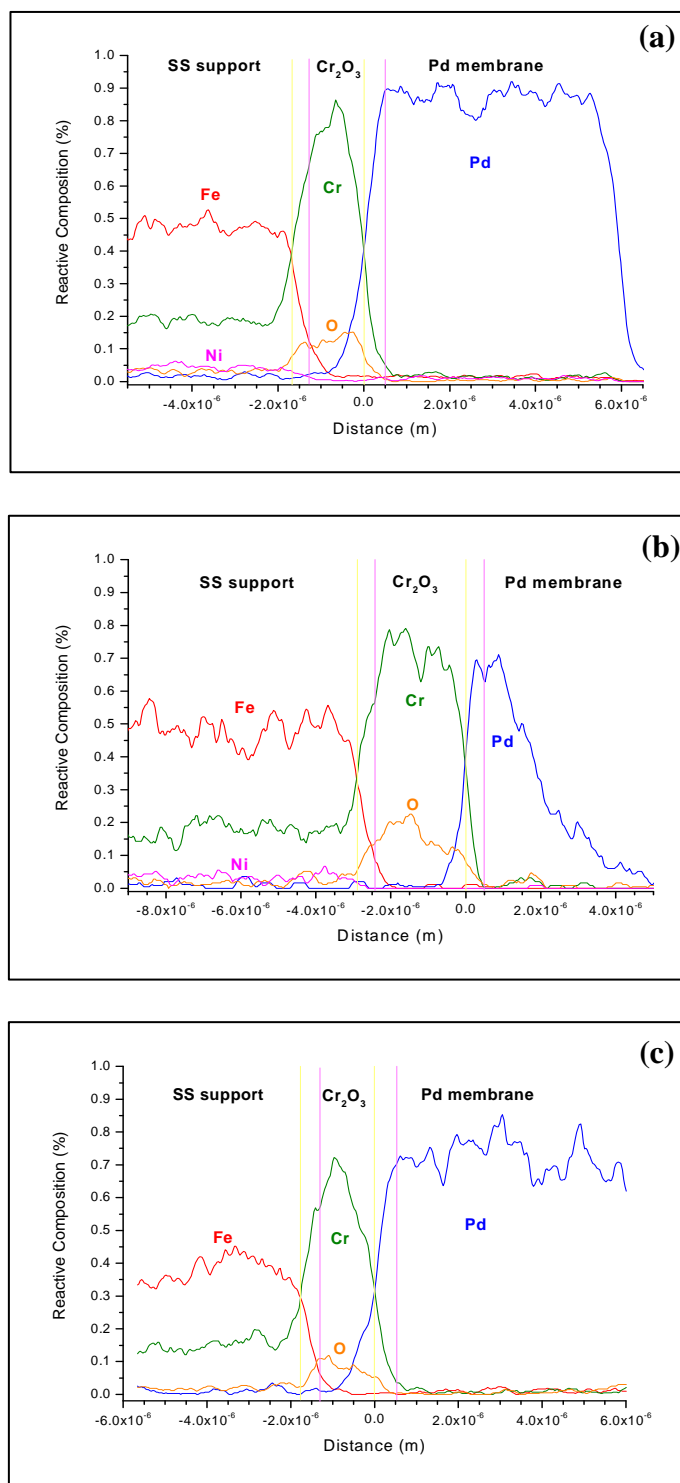 (a)
SS support Cr₂O₃ Pd membrane
1.0
0.9
0.8
0.7
0.6
0.5
0.4
0.3
0.2
0.1
0.0
Reactive Composition (%)
Fe
Cr
Pd
O
Ni
-4.0x10⁻⁶ -2.0x10⁻⁶ 0.0 2.0x10⁻⁶ 4.0x10⁻⁶ 6.0x10⁻⁶
Distance (m)
(b)
1.0
0.9
0.8
0.7
0.6
0.5
0.4
0.3
0.2
0.1
0.0
Reactive Composition (%)
SS support Cr₂O₃ Pd membrane
Fe
Cr
Pd
O
Ni
-8.0x10⁻⁶ -6.0x10⁻⁶ -4.0x10⁻⁶ -2.0x10⁻⁶ 0.0 2.0x10⁻⁶ 4.0x10⁻⁶
Distance (m)
(c)
1.0
0.9
0.8
0.7
0.6
0.5
0.4
0.3
0.2
0.1
0.0
Reactive Composition (%)
SS support Cr₂O₃ Pd membrane
Fe
Cr
Pd
O
-6.0x10⁻⁶ -4.0x10⁻⁶ -2.0x10⁻⁶ 0.0 2.0x10⁻⁶ 4.0x10⁻⁶ 6.0x10⁻⁶
Distance (m)